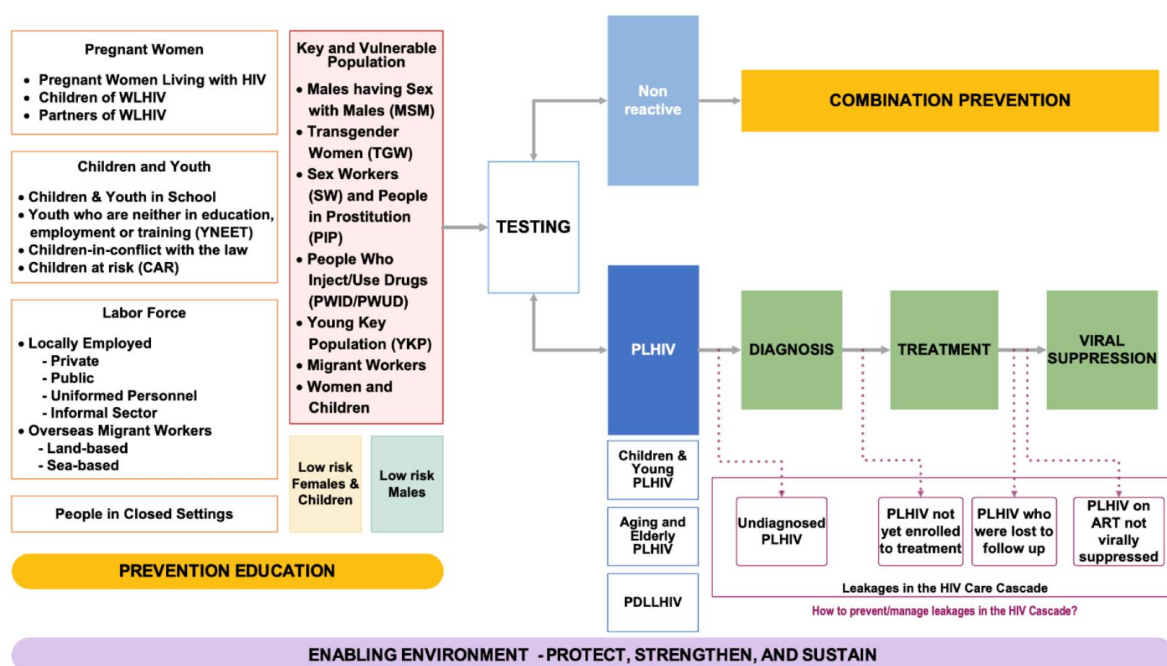 Pregnant Women
• Pregnant Women Living with HIV
• Children of WLHIV
• Partners of WLHIV
Children and Youth
• Children & Youth in School
• Youth who are neither in education,
employment or training (YNEET)
• Children-in-conflict with the law
• Children at risk (CAR)
Labor Force
• Locally Employed
- Private
- Public
- Uniformed Personnel
- Informal Sector
• Overseas Migrant Workers
- Land-based
- Sea-based
People in Closed Settings
PREVENTION EDUCATION
Key and Vulnerable
Population
• Males having Sex
with Males (MSM)
• Transgender
Women (TGW)
• Sex Workers
(SW) and People
in Prostitution
(PIP)
• People Who
Inject/Use Drugs
(PWID/PWUD)
• Young Key
Population (YKP)
• Migrant Workers
• Women and
Children
Low risk
Females &
Children
Low risk
Males
TESTING
Non
reactive
COMBINATION PREVENTION
PLHIV
DIAGNOSIS
TREATMENT
VIRAL
SUPPRESSION
Children &
Young
PLHIV
Aging and
Elderly
PLHIV
PDLLHIV
Undiagnosed
PLHIV
PLHIV not
yet enrolled
to treatment
PLHIV who
were lost to
follow up
PLHIV on
ART not
virally
suppressed
Leakages in the HIV Care Cascade
How to prevent/manage leakages in the HIV Cascade?
ENABLING ENVIRONMENT - PROTECT, STRENGTHEN, AND SUSTAIN